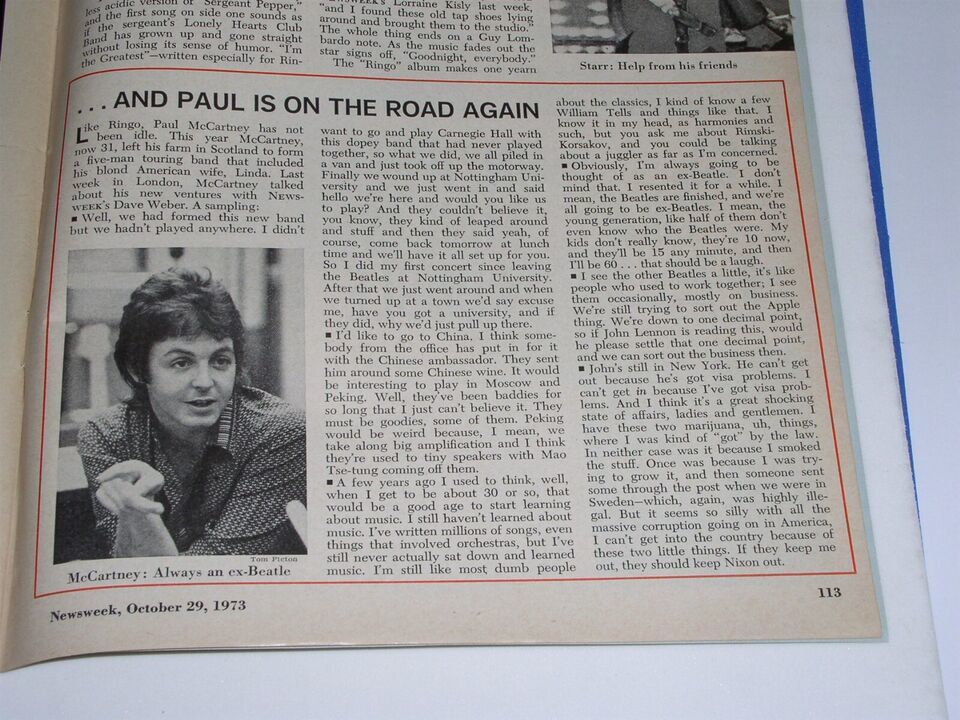 less acidic version of "Sergeant Pepper,"
and the first song on side one sounds as
if the sergeant's Lonely Hearts Club
Band has grown up and gone straight
without losing its sense of humor. "I'm
the Greatest"—written especially for Rin-
Lorraine Kisly last week,
"and I found these old tap shoes lying
around and brought them to the studio."
The whole thing ends on a Guy Lom-
bardo note. As the music fades out the
star signs off, "Goodnight, everybody."
The "Ringo" album makes one yearn
Starr: Help from his friends
. . . AND PAUL IS ON THE ROAD AGAIN
Like Ringo, Paul McCartney has not
been idle. This year McCartney,
now 31, left his farm in Scotland to form
a five-man touring band that included
his blond American wife, Linda. Last
week in London, McCartney talked
about his new ventures with NEWS-
WEEK's Dave Weber. A sampling:
▪ Well, we had formed this new band
but we hadn't played anywhere. I didn't
Tom Picton
McCartney: Always an ex-Beatle
want to go and play Carnegie Hall with
this dopey band that had never played
together, so what we did, we all piled in
a van and just took off up the motorway.
Finally we wound up at Nottingham Uni-
versity and we just went in and said
hello we're here and would you like us
to play? And they couldn't believe it,
you know, they kind of leaped around
and stuff and then they said yeah, of
course, come back tomorrow at lunch
time and we'll have it all set up for you.
So I did my first concert since leaving
the Beatles at Nottingham University.
After that we just went around and when
we turned up at a town we'd say excuse
me, have you got a university, and if
they did, why we'd just pull up there.
▪ I'd like to go to China. I think some-
body from the office has put in for it
with the Chinese ambassador. They sent
him around some Chinese wine. It would
be interesting to play in Moscow and
Peking. Well, they've been baddies for
so long that I just can't believe it. They
must be goodies, some of them. Peking
would be weird because, I mean, we
take along big amplification and I think
they're used to tiny speakers with Mao
Tse-tung coming off them.
▪ A few years ago I used to think, well,
when I get to be about 30 or so, that
would be a good age to start learning
about music. I still haven't learned about
music. I've written millions of songs, even
things that involved orchestras, but I've
still never actually sat down and learned
music. I'm still like most dumb people
about the classics, I kind of know a few
William Tells and things like that. I
know it in my head, as harmonies and
such, but you ask me about Rimski-
Korsakov, and you could be talking
about a juggler as far as I'm concerned.
▪ Obviously, I'm always going to be
thought of as an ex-Beatle. I don't
mind that. I resented it for a while. I
mean, the Beatles are finished, and we're
all going to be ex-Beatles. I mean, the
young generation, like half of them don't
even know who the Beatles were. My
kids don't really know, they're 10 now,
and they'll be 15 any minute, and then
I'll be 60 . . . that should be a laugh.
▪ I see the other Beatles a little, it's like
people who used to work together; I see
them occasionally, mostly on business.
We're still trying to sort out the Apple
thing. We're down to one decimal point,
so if John Lennon is reading this, would
he please settle that one decimal point,
and we can sort out the business then.
▪ John's still in New York. He can't get
out because he's got visa problems. I
can't get in because I've got visa prob-
lems. And I think it's a great shocking
state of affairs, ladies and gentlemen. I
have these two marijuana, uh, things,
where I was kind of "got" by the law.
In neither case was it because I smoked
the stuff. Once was because I was try-
ing to grow it, and then someone sent
some through the post when we were in
Sweden—which, again, was highly ille-
gal. But it seems so silly with all the
massive corruption going on in America,
I can't get into the country because of
these two little things. If they keep me
out, they should keep Nixon out.
Newsweek, October 29, 1973
113